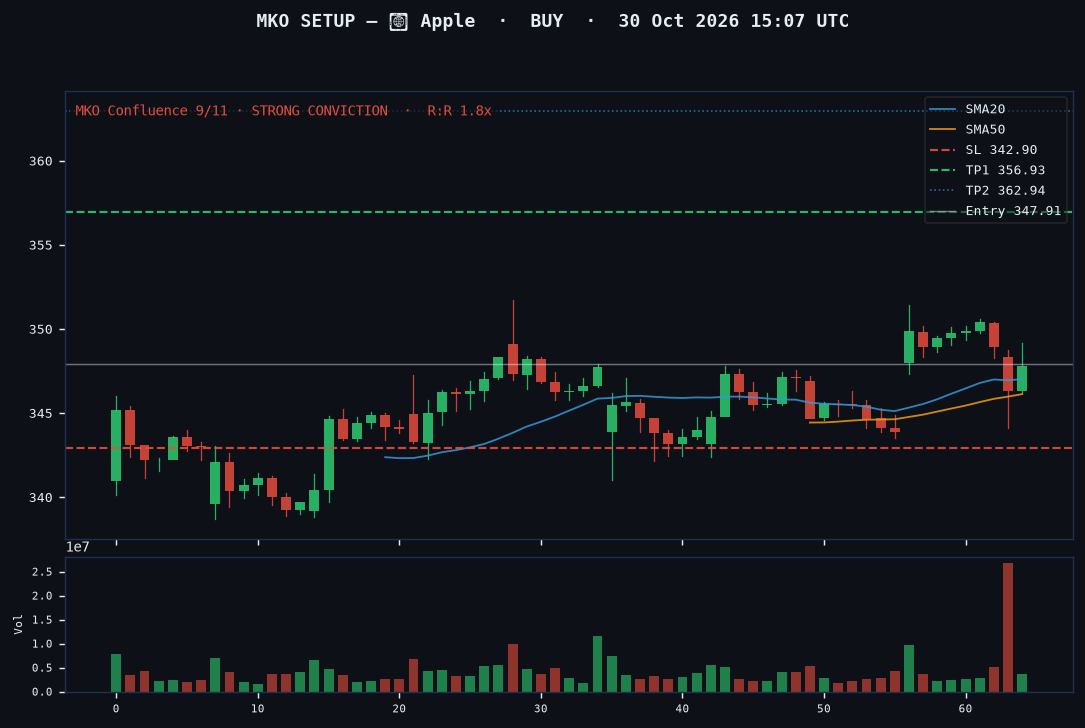 MKO SETUP — Apple · BUY · 30 Oct 2026 15:07 UTC
MKO Confluence 9/11 · STRONG CONVICTION · R:R 1.8x
SMA20
SMA50
SL 342.90
TP1 356.93
TP2 362.94
Entry 347.91
360
355
350
345
340
1e7
Vol
2.5
2.0
1.5
1.0
0.5
0.0
0 10 20 30 40 50 60